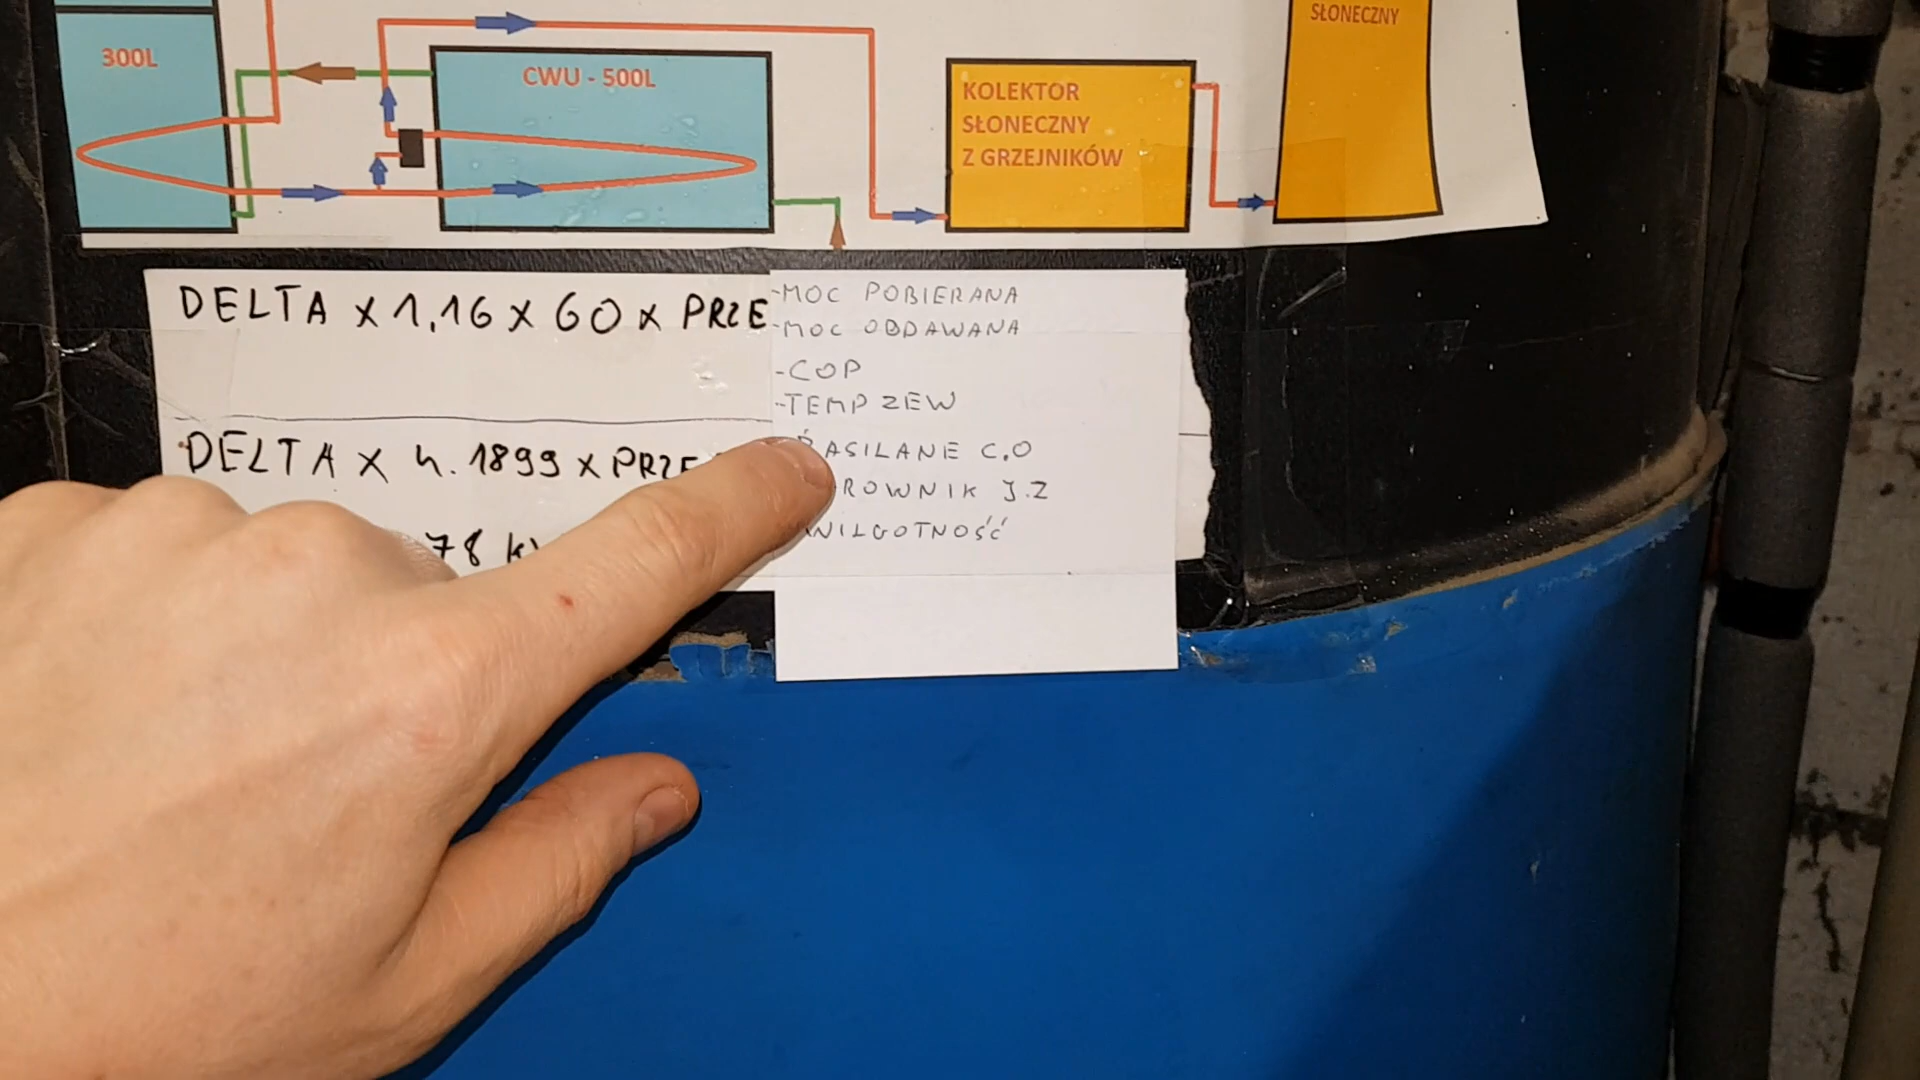 SŁONECZNY
300L
CWU - 500L
KOLEKTOR
SŁONECZNY
Z GRZEJNIKÓW
DELTA x 1,16 x 60 x PRZE
DELTA x 4.1899 x PRZE
78
-MOC POBIERANA
-MOC ODDAWANA
-COP
-TEMP ZEW
ASILANE C.O
ROWNIK J.Z
WILGOTNOŚĆ